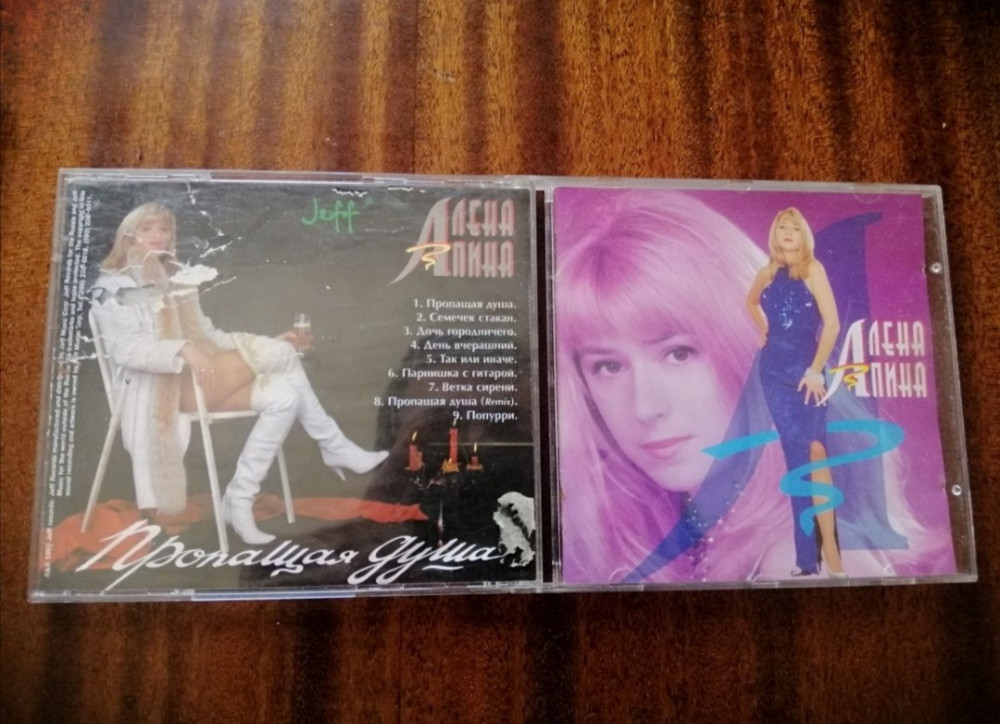 Jeff
АЛЕНА
АПИНА
1. Пропащая душа.
2. Семечек стакан.
3. Дочь городничего.
4. День вчерашний.
5. Так или иначе.
6. Парнишка с гитарой.
7. Ветка сирени.
8. Пропащая душа (Remix).
9. Попурри.
Пропащая душа
АЛЕНА
АПИНА